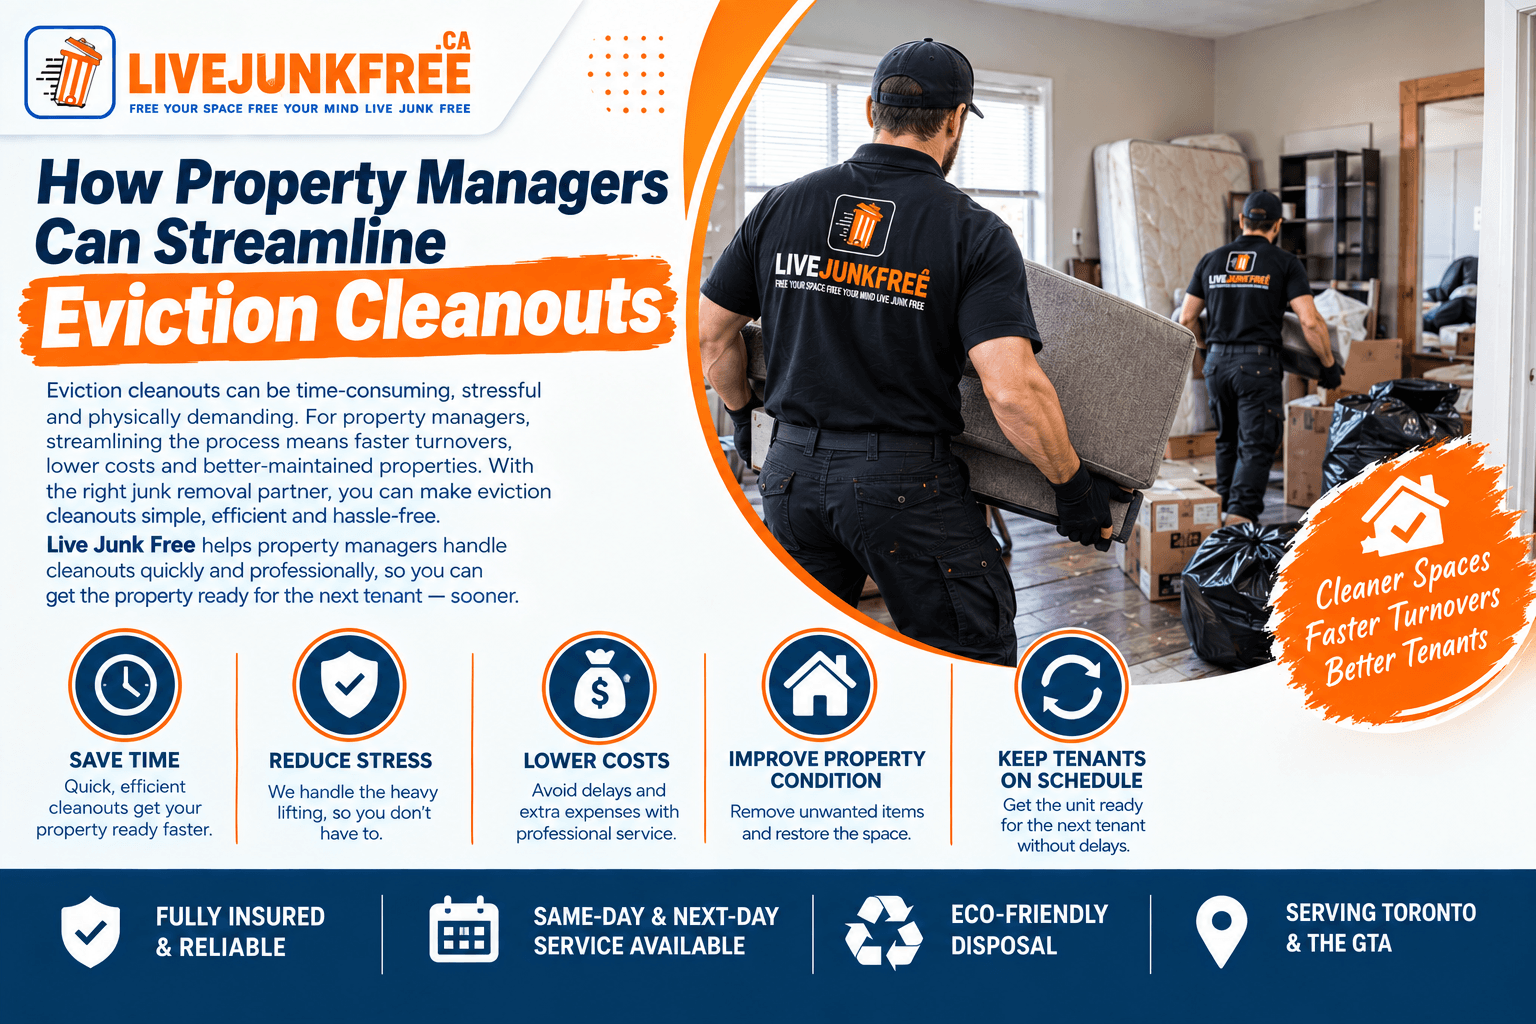 .CA
LIVEJUNKFREE
FREE YOUR SPACE FREE YOUR MIND LIVE JUNK FREE
How Property Managers
Can Streamline
Eviction Cleanouts
Eviction cleanouts can be time-consuming, stressful
and physically demanding. For property managers,
streamlining the process means faster turnovers,
lower costs and better-maintained properties. With
the right junk removal partner, you can make eviction
cleanouts simple, efficient and hassle-free.
Live Junk Free helps property managers handle
cleanouts quickly and professionally, so you can
get the property ready for the next tenant — sooner.
LIVEJUNKFREE
FREE YOUR SPACE FREE YOUR MIND LIVE JUNK FREE
LIVEJUNKFREE
Cleaner Spaces
Faster Turnovers
Better Tenants
SAVE TIME
Quick, efficient
cleanouts get your
property ready faster.
REDUCE STRESS
We handle the heavy
lifting, so you don't
have to.
$
LOWER COSTS
Avoid delays and
extra expenses with
professional service.
IMPROVE PROPERTY
CONDITION
Remove unwanted items
and restore the space.
KEEP TENANTS
ON SCHEDULE
Get the unit ready
for the next tenant
without delays.
FULLY INSURED
& RELIABLE
SAME-DAY & NEXT-DAY
SERVICE AVAILABLE
ECO-FRIENDLY
DISPOSAL
SERVING TORONTO
& THE GTA